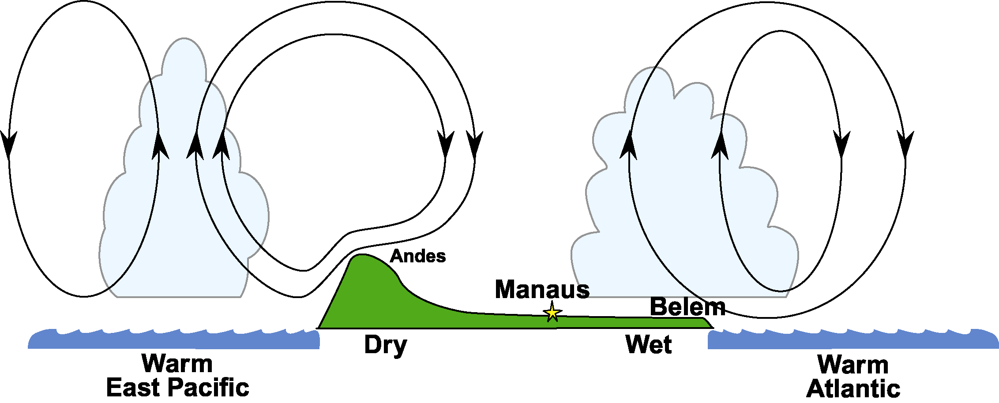 Andes
Manaus
Belem
Dry
Wet
Warm
East Pacific
Warm
Atlantic